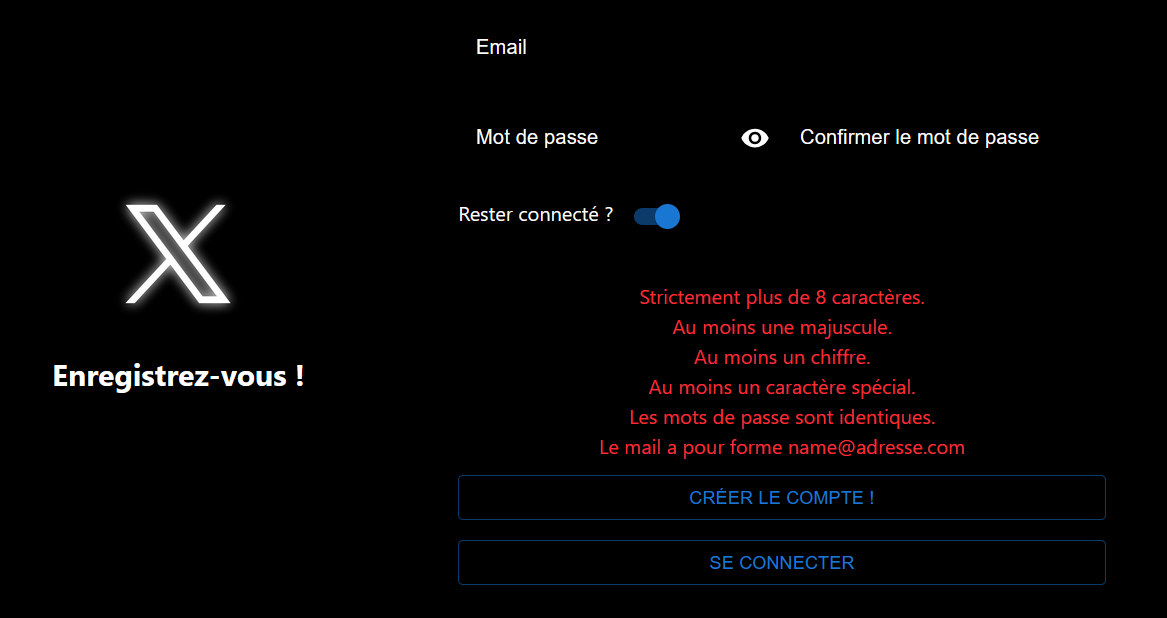 Email
Mot de passe
Confirmer le mot de passe
Rester connecté ?
Enregistrez-vous !
Strictement plus de 8 caractères.
Au moins une majuscule.
Au moins un chiffre.
Au moins un caractère spécial.
Les mots de passe sont identiques.
Le mail a pour forme name@adresse.com
CRÉER LE COMPTE !
SE CONNECTER